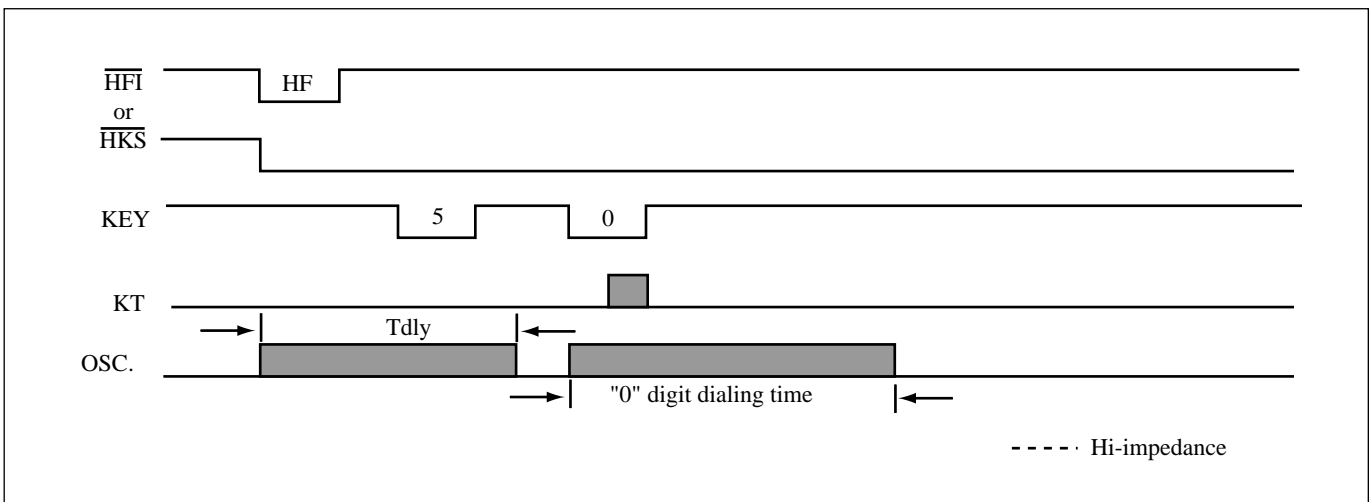 HFI HF
or
HKS
KEY 5 0
KT
Tdly
OSC.
"0" digit dialing time
Hi-impedance